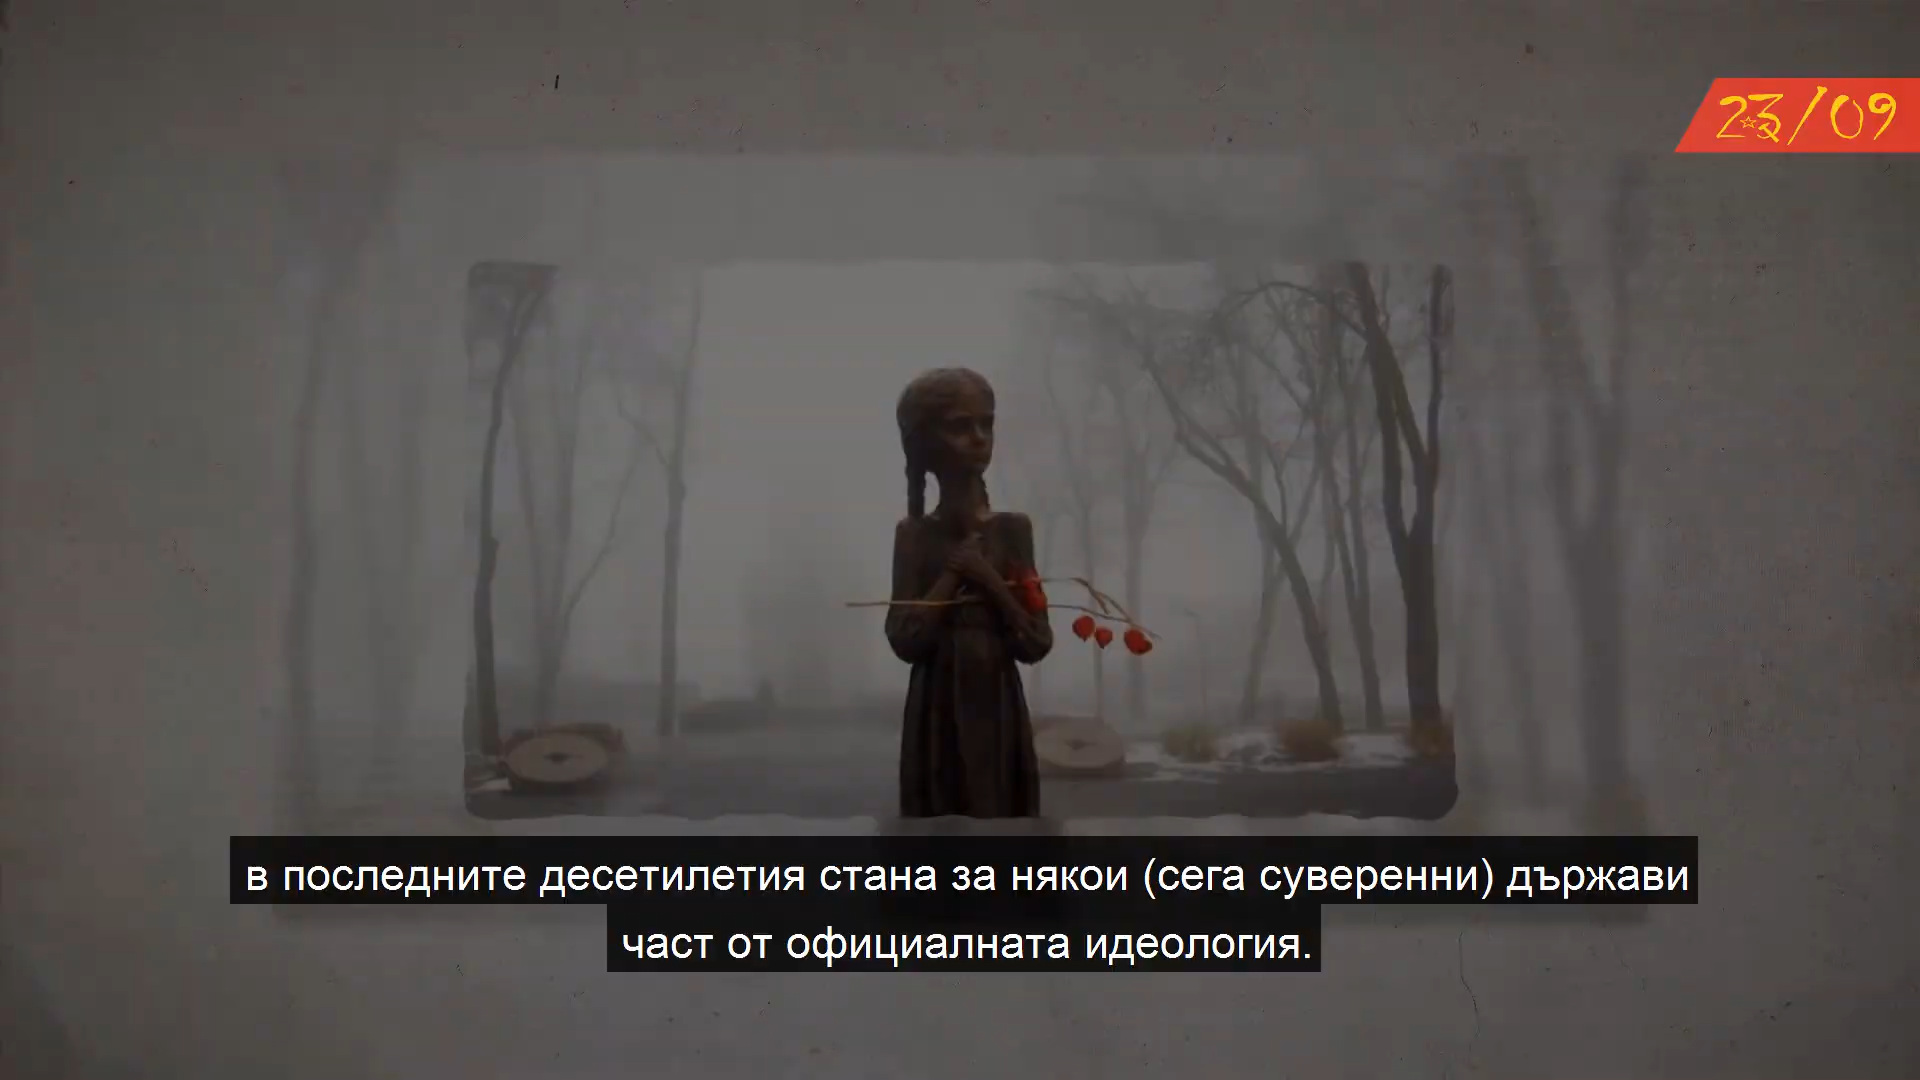 23/09
в последните десетилетия стана за някои (сега суверенни) държави
част от официалната идеология.